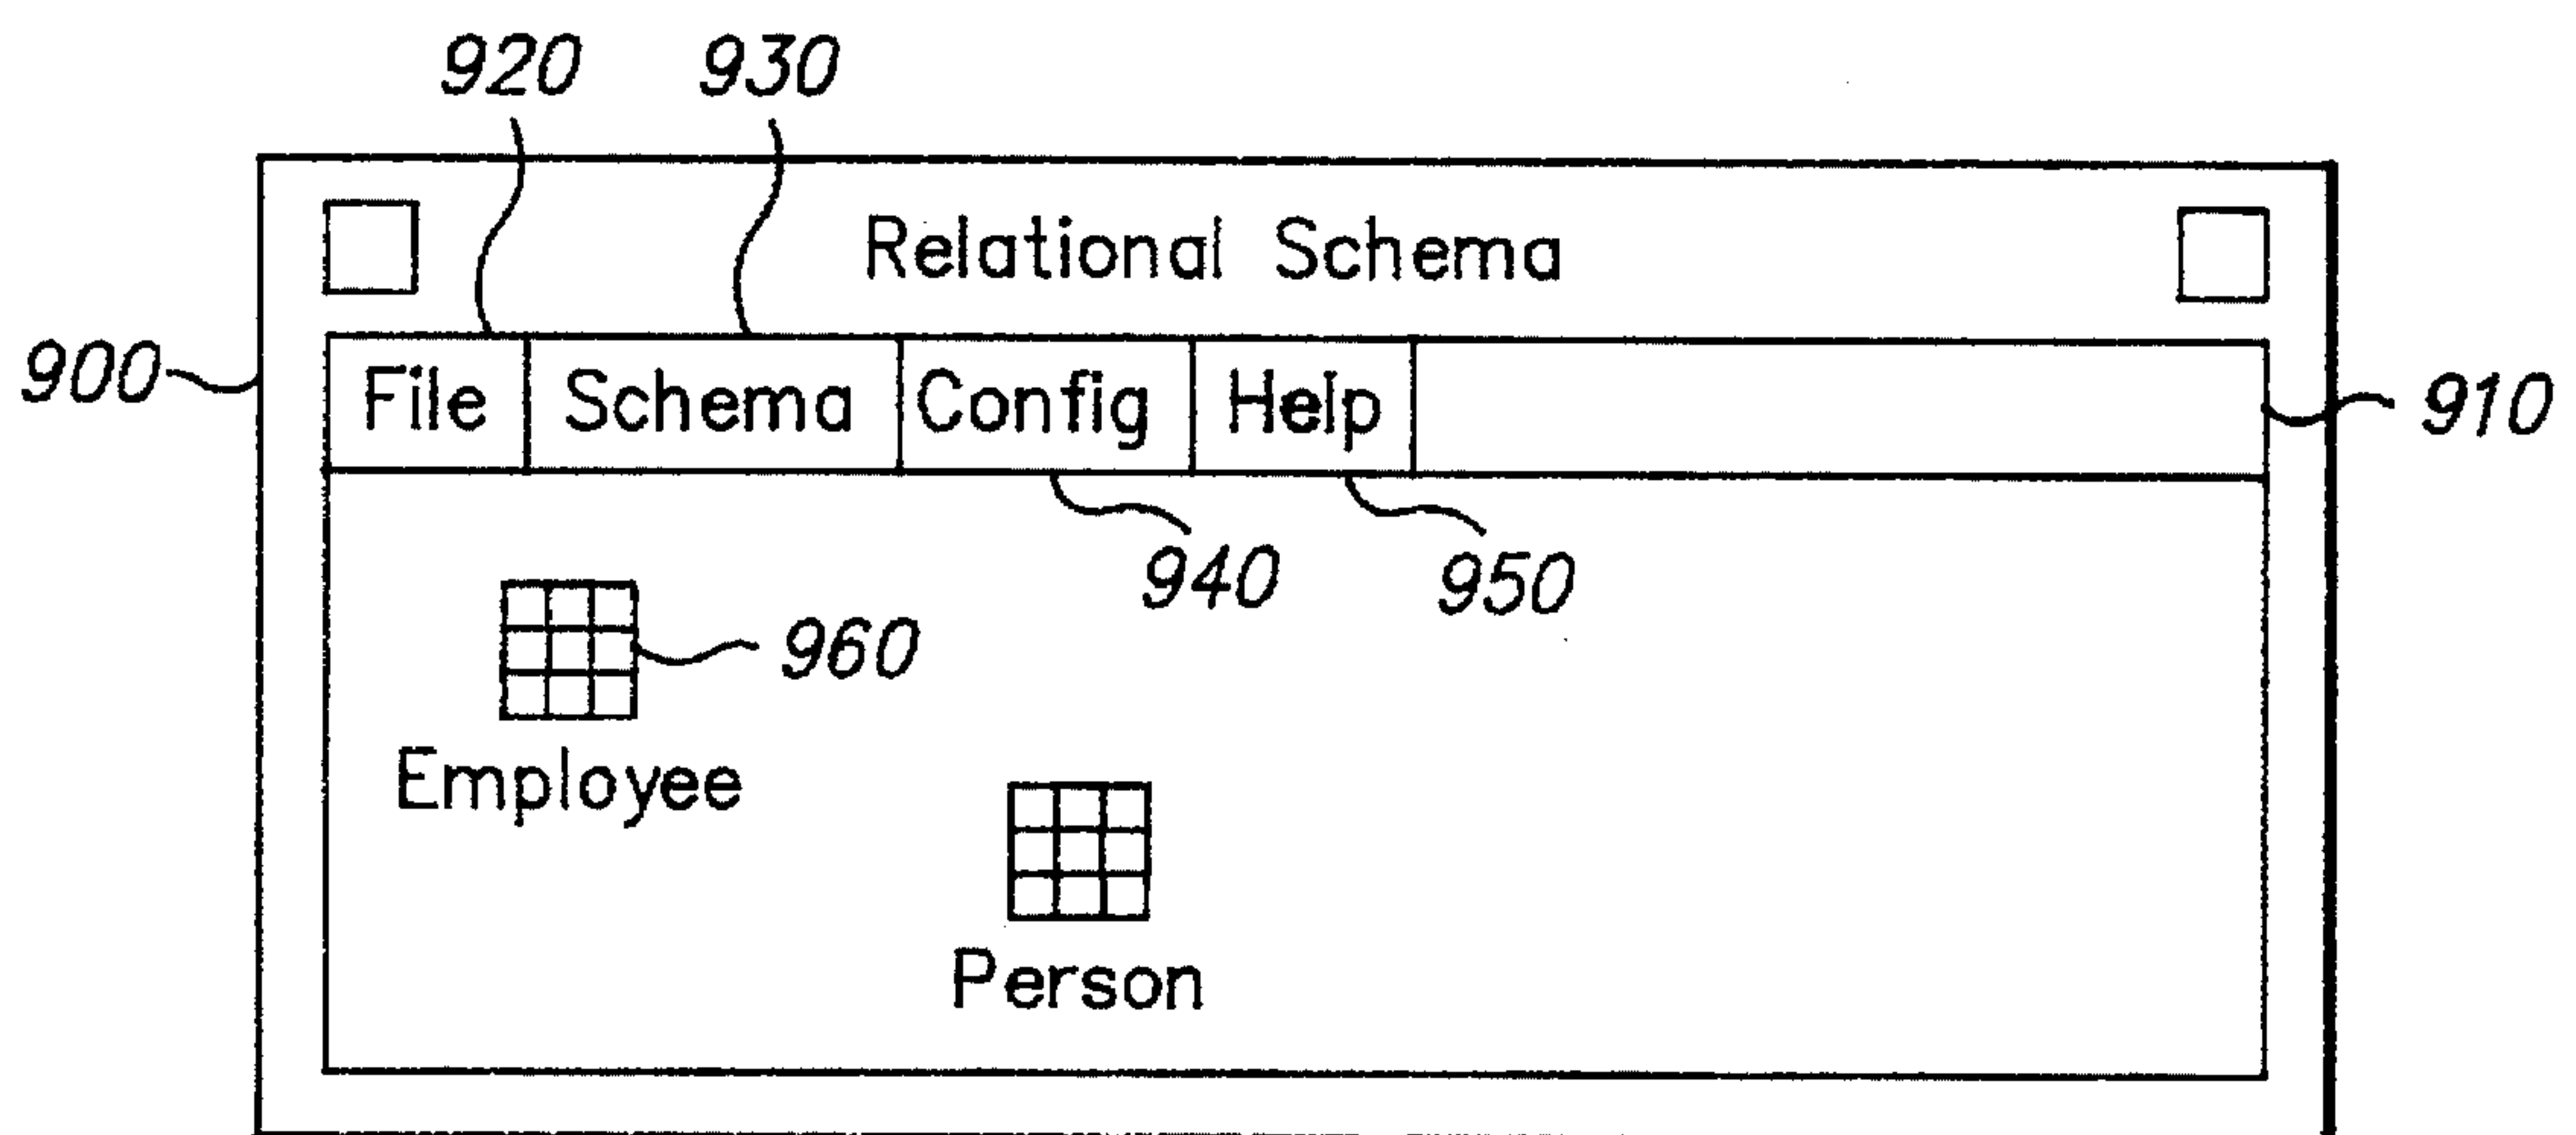 920 930
Relational Schema
900
File Schema Config Help
910
940 950
960
Employee
Person